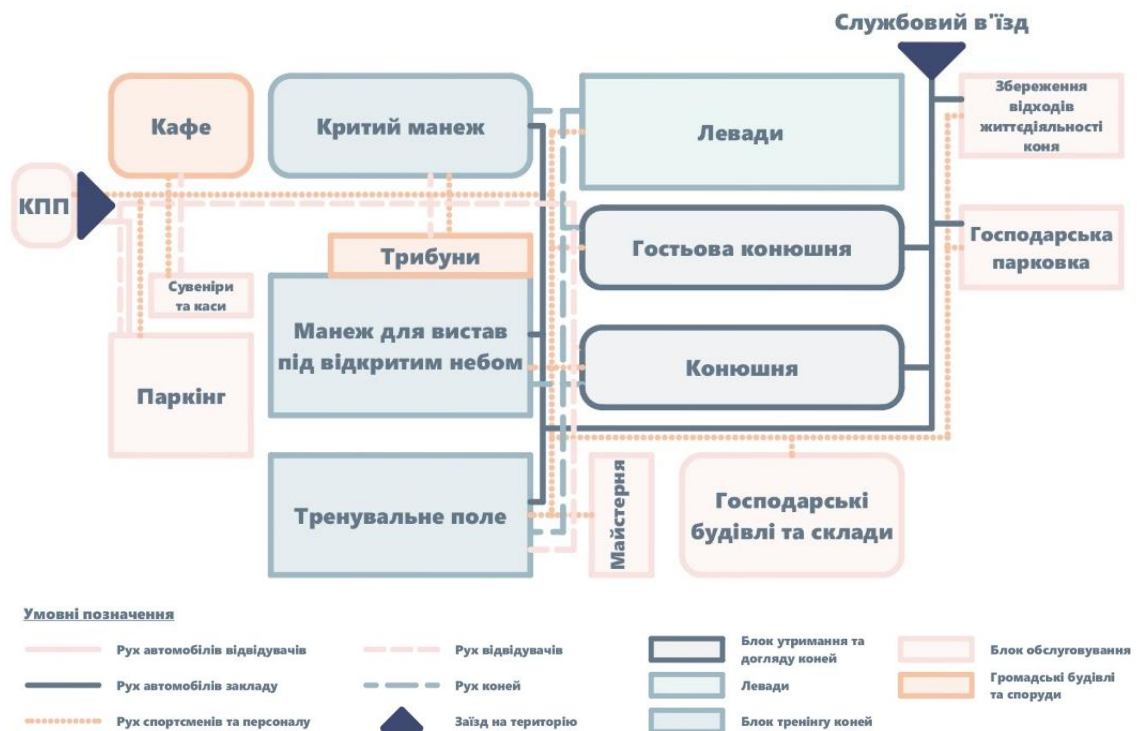 Службовий в'їзд
Кафе
Критий манеж
Левади
Збереження
відходів
життєдіяльності
коня
КПП
Трибуни
Гостьова конюшня
Господарська
парковка
Сувеніри
та каси
Манеж для вистав
під відкритим небом
Конюшня
Паркінг
Тренувальне поле
Майстерня
Господарські
будівлі та склади
Умовні позначення
Рух автомобілів відвідувачів
Рух автомобілів закладу
Рух спортсменів та персоналу
Рух відвідувачів
Рух коней
Заїзд на територію
Блок утримання та
догляду коней
Левади
Блок тренінгу коней
Блок обслуговування
Громадські будівлі
та споруди